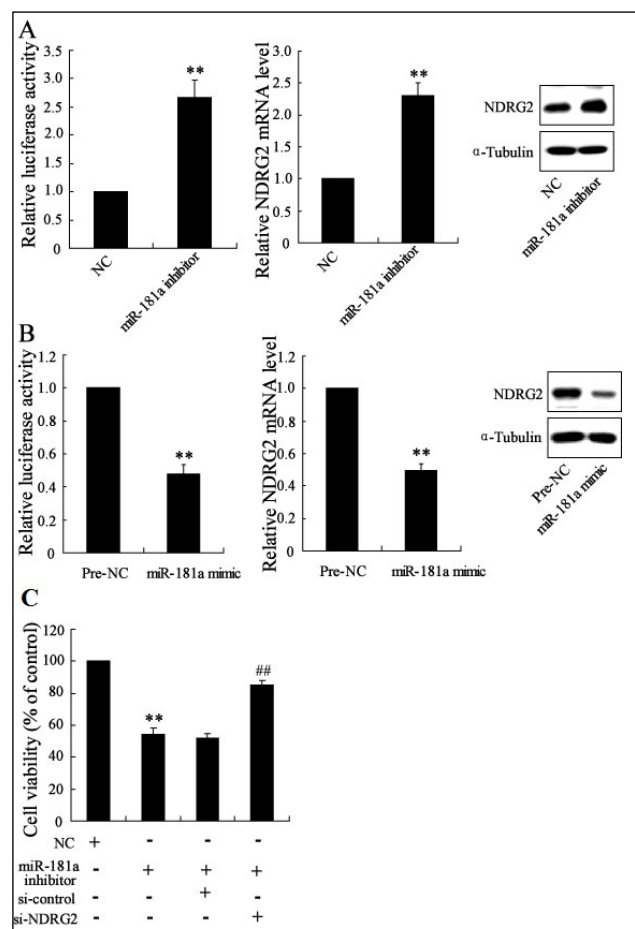 A
Relative luciferase activity
3.5
3.0
2.5
2.0
1.5
1.0
0.5
0
**
NC
miR-181a inhibitor
Relative NDRG2 mRNA level
3.0
2.5
2.0
1.5
1.0
0.5
0
**
NC
miR-181a inhibitor
NDRG2
α-Tubulin
NC
miR-181a inhibitor
B
Relative luciferase activity
1.2
1.0
0.8
0.6
0.4
0.2
0
**
Pre-NC
miR-181a mimic
Relative NDRG2 mRNA level
1.2
1.0
0.8
0.6
0.4
0.2
0
**
Pre-NC
miR-181a mimic
NDRG2
α-Tubulin
Pre-NC
miR-181a mimic
C
Cell viability (% of control)
120
100
80
60
40
20
0
**
##
NC + - - -
miR-181a inhibitor - + + +
si-control - - + -
si-NDRG2 - - - +